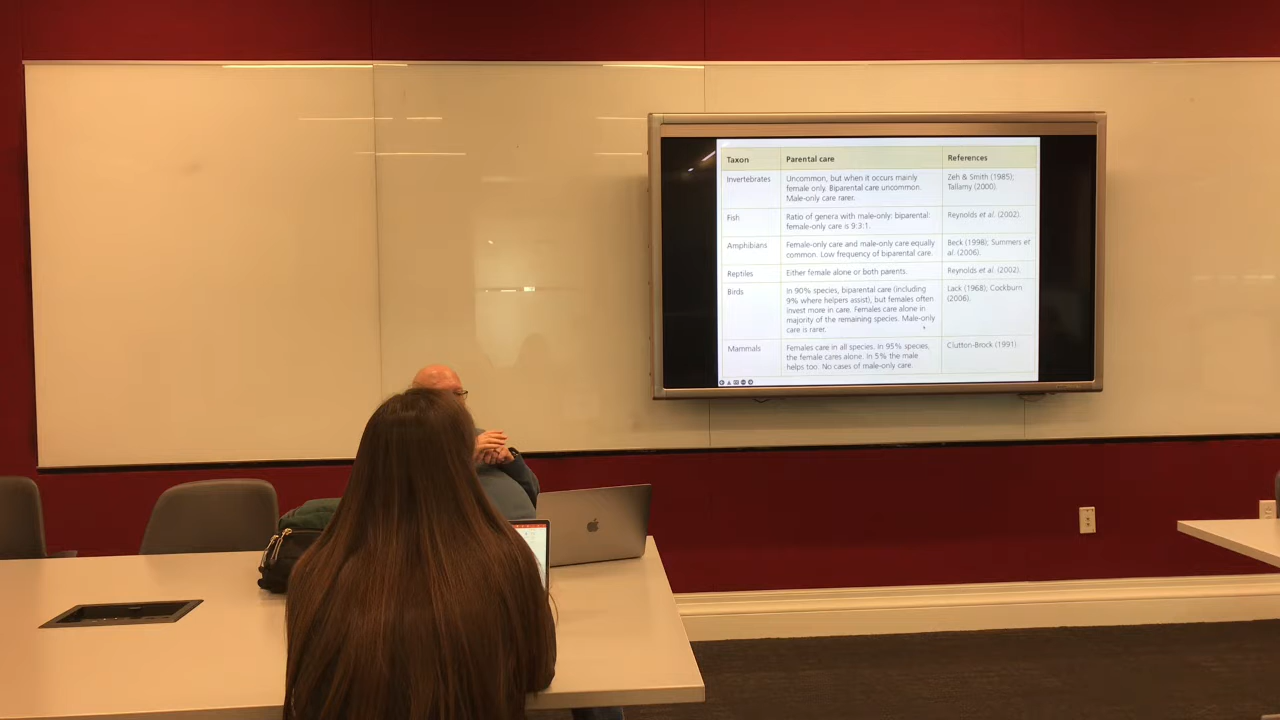 Taxon Parental care References
Invertebrates Uncommon, but when it occurs mainly Zeh & Smith (1985);
female only. Biparental care uncommon. Tallamy (2000).
Male-only care rarer.
Fish Ratio of genera with male-only: biparental: Reynolds et al. (2002).
female-only care is 9:3:1.
Amphibians Female-only care and male-only care equally Beck (1998); Summers et
common. Low frequency of biparental care. al. (2006).
Reptiles Either female alone or both parents. Reynolds et al. (2002).
Birds In 90% species, biparental care (including Lack (1968); Cockburn
9% where helpers assist), but females often (2006).
invest more in care. Females care alone in
majority of the remaining species. Male-only
care is rarer.
Mammals Females care in all species. In 95% species, Clutton-Brock (1991).
the female cares alone. In 5% the male
helps too. No cases of male-only care.